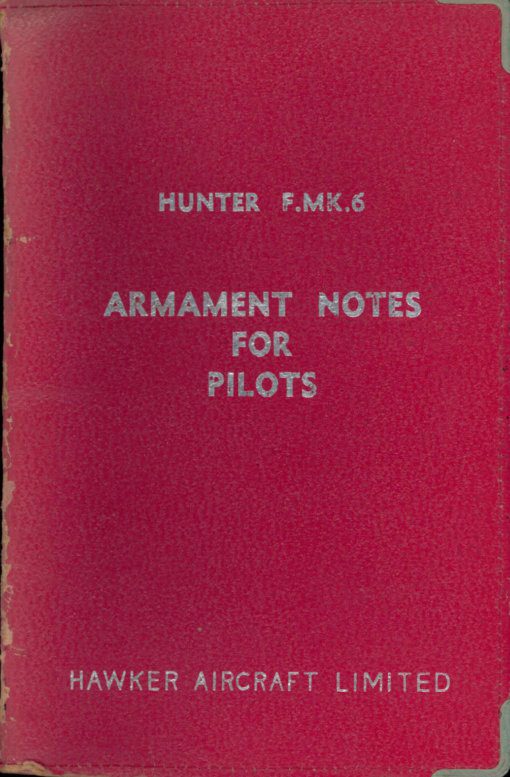 HUNTER F.MK.6
ARMAMENT NOTES
FOR
PILOTS
HAWKER AIRCRAFT LIMITED